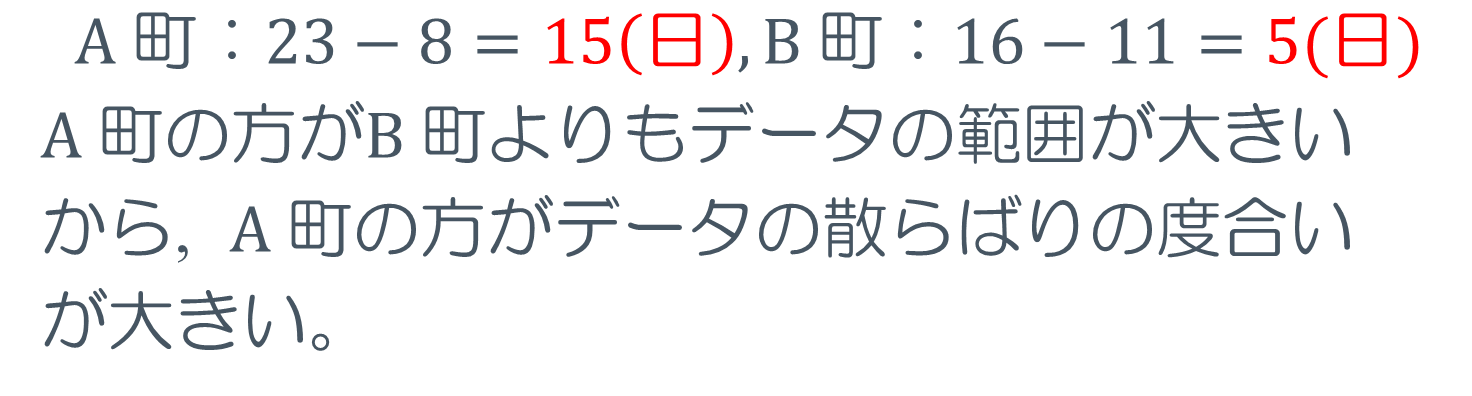 A 町：23 − 8 = 15(日), B 町：16 − 11 = 5(日)
A 町の方がB 町よりもデータの範囲が大きい
から, A 町の方がデータの散らばりの度合い
が大きい。